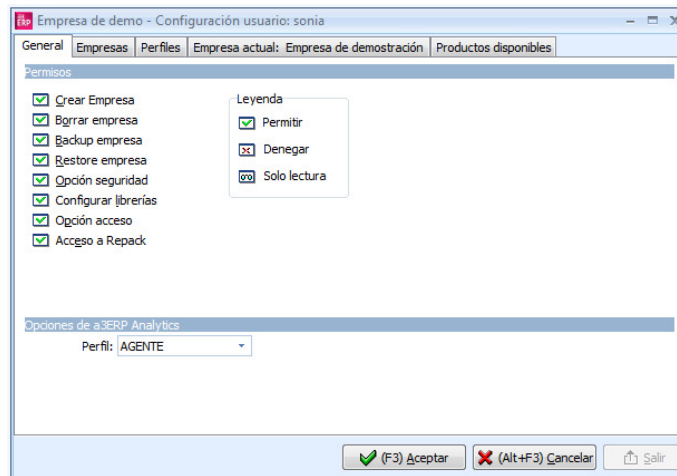 ERP Empresa de demo - Configuración usuario: sonia
General Empresas Perfiles Empresa actual: Empresa de demostración Productos disponibles
Permisos
Crear Empresa
Borrar empresa
Backup empresa
Restore empresa
Opción seguridad
Configurar librerías
Opción acceso
Acceso a Repack
Leyenda
Permitir
Denegar
Solo lectura
Opciones de a3ERP Analytics
Perfil: AGENTE
(F3) Aceptar (Alt+F3) Cancelar Salir